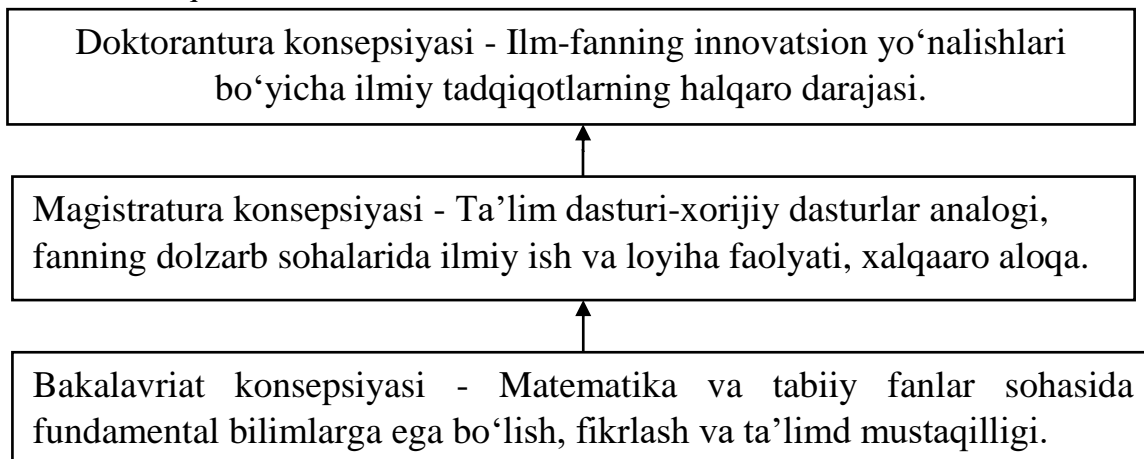 Doktorantura konsepsiyasi - Ilm-fanning innovatsion yo‘nalishlari
bo‘yicha ilmiy tadqiqotlarning halqaro darajasi.
Magistratura konsepsiyasi - Ta’lim dasturi-xorijiy dasturlar analogi,
fanning dolzarb sohalarida ilmiy ish va loyiha faolyati, xalqaaro aloqa.
Bakalavriat konsepsiyasi - Matematika va tabiiy fanlar sohasida
fundamental bilimlarga ega bo‘lish, fikrlash va ta’limd mustaqilligi.